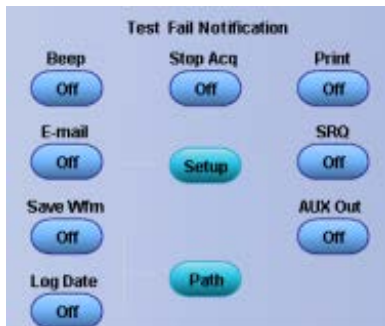 Test Fail Notification
Beep Stop Acq Print
Off Off Off
E-mail SRQ
Off Setup Off
Save Wfm AUX Out
Off Off
Log Date Path
Off